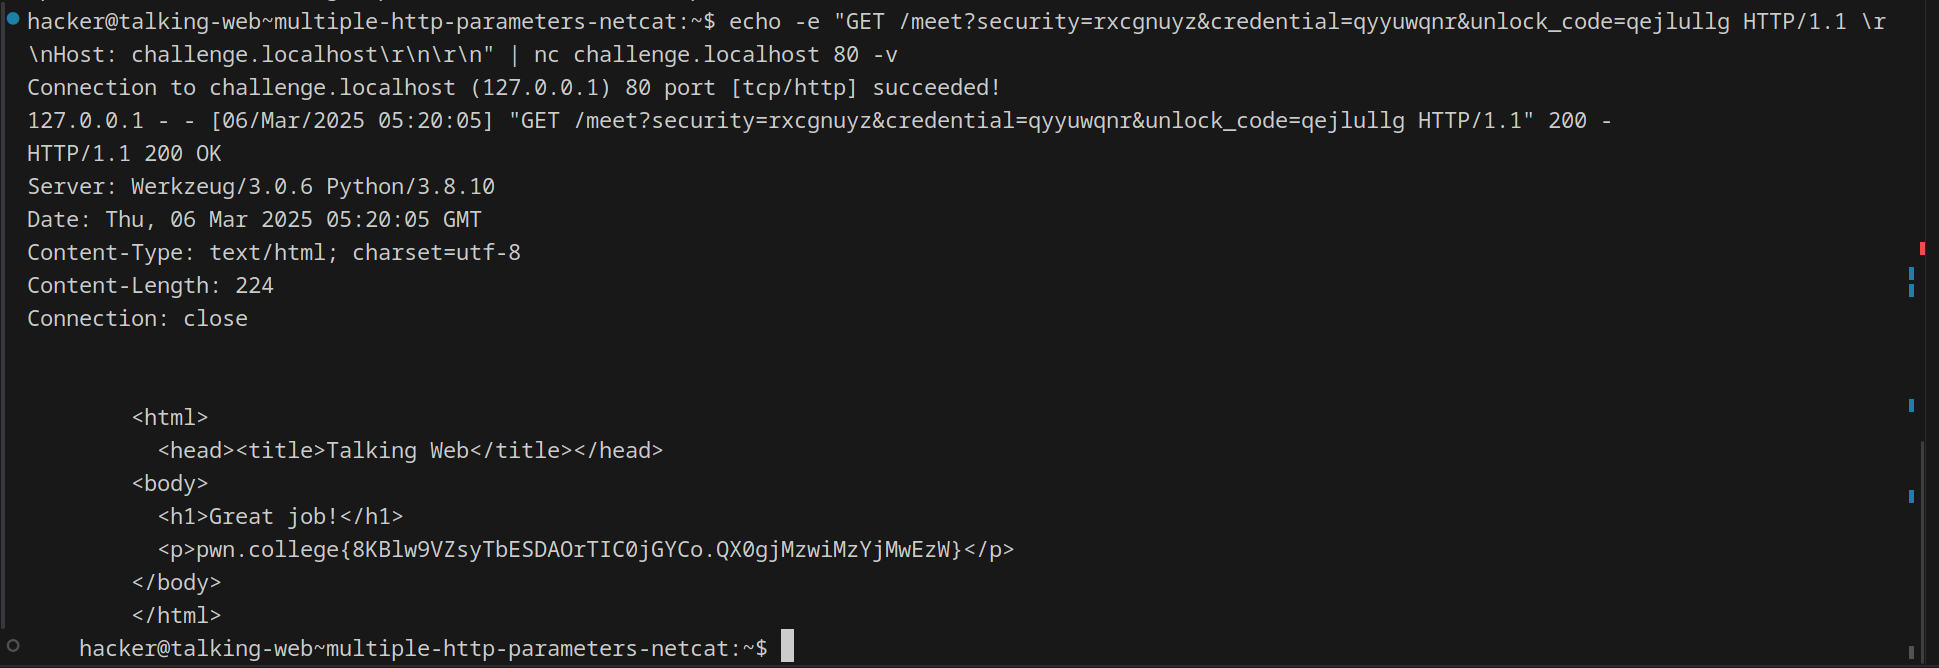 hacker@talking-web~multiple-http-parameters-netcat:~$ echo -e "GET /meet?security=rxcgnuyz&credential=qyyuwqnr&unlock_code=qejlullg HTTP/1.1 \r
\nHost: challenge.localhost\r\n\r\n" | nc challenge.localhost 80 -v
Connection to challenge.localhost (127.0.0.1) 80 port [tcp/http] succeeded!
127.0.0.1 - - [06/Mar/2025 05:20:05] "GET /meet?security=rxcgnuyz&credential=qyyuwqnr&unlock_code=qejlullg HTTP/1.1" 200 -
HTTP/1.1 200 OK
Server: Werkzeug/3.0.6 Python/3.8.10
Date: Thu, 06 Mar 2025 05:20:05 GMT
Content-Type: text/html; charset=utf-8
Content-Length: 224
Connection: close
<html>
<head><title>Talking Web</title></head>
<body>
<h1>Great job!</h1>
<p>pwn.college{8KBlw9VZsyTbESDAOrTIC0jGYCo.QX0gjMzwiMzYjMwEzW}</p>
</body>
</html>
hacker@talking-web~multiple-http-parameters-netcat:~$